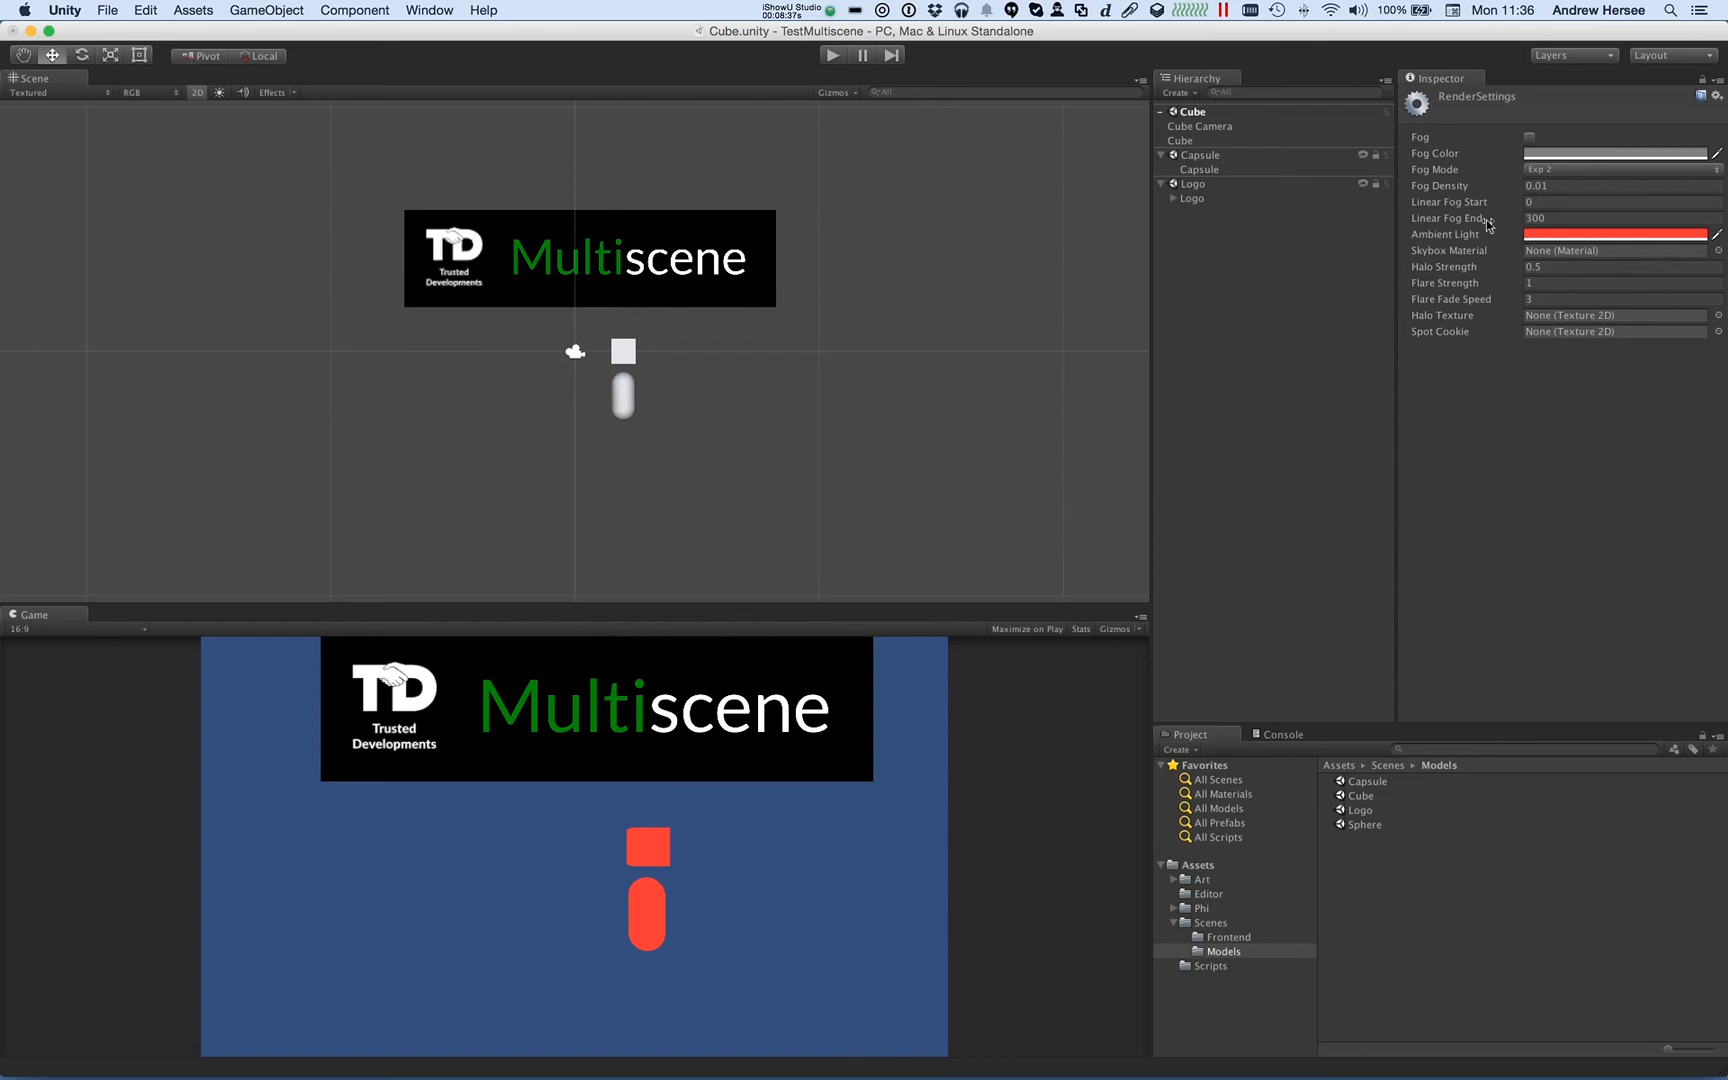 Unity File Edit Assets GameObject Component Window Help iShowU Studio 00:08:37s 100% Mon 11:36 Andrew Hersee
Cube.unity - TestMultiscene - PC, Mac & Linux Standalone
Pivot Local Layers Layout
Scene
Textured RGB 2D Effects Gizmos All
Trusted
Developments
Multiscene
Hierarchy
Create All
Cube S
Cube Camera
Cube
Capsule S
Capsule
Logo S
Logo
Inspector
RenderSettings
Fog
Fog Color
Fog Mode Exp 2
Fog Density 0.01
Linear Fog Start 0
Linear Fog End 300
Ambient Light
Skybox Material None (Material)
Halo Strength 0.5
Flare Strength 1
Flare Fade Speed 3
Halo Texture None (Texture 2D)
Spot Cookie None (Texture 2D)
Game
16:9 Maximize on Play Stats Gizmos
TD
Trusted
Developments
Multiscene
Project Console
Create
Favorites
All Scenes
All Materials
All Models
All Prefabs
All Scripts
Assets
Art
Editor
Phi
Scenes
Frontend
Models
Scripts
Assets Scenes Models
Capsule
Cube
Logo
Sphere